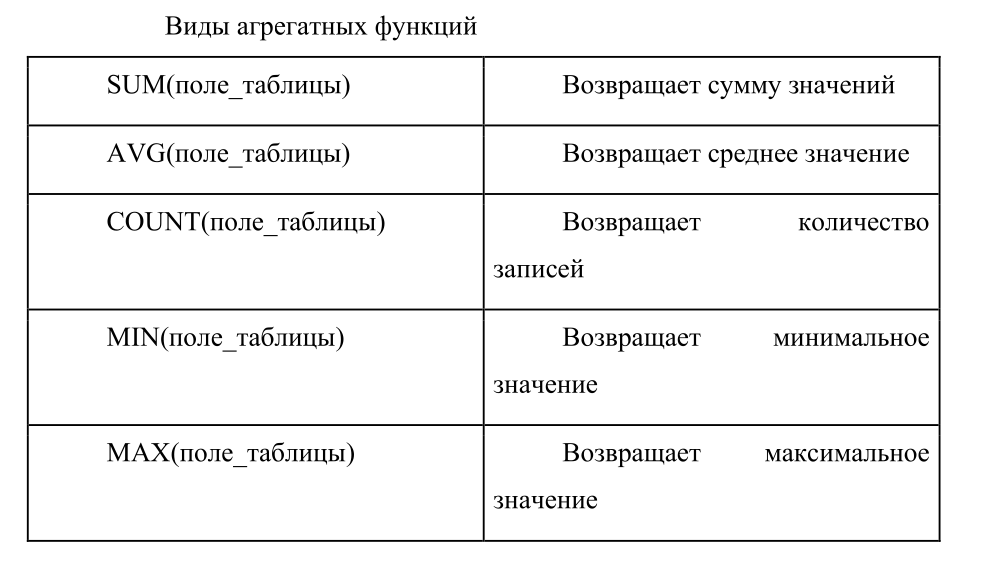 Виды агрегатных функций
SUM(поле_таблицы)
Возвращает сумму значений
AVG(поле_таблицы)
Возвращает среднее значение
COUNT(поле_таблицы)
Возвращает количество
записей
MIN(поле_таблицы)
Возвращает минимальное
значение
MAX(поле_таблицы)
Возвращает максимальное
значение